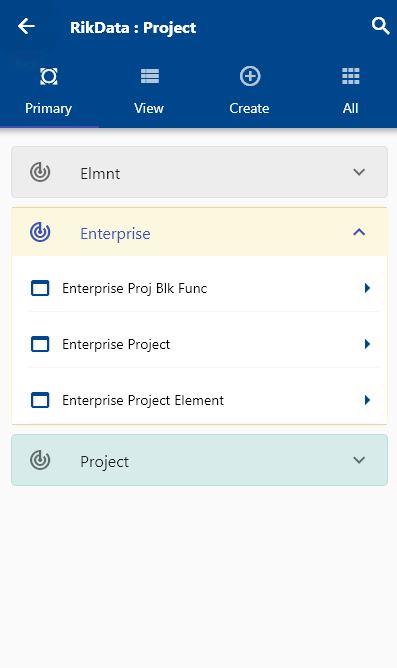 RikData : Project
Primary
View
Create
All
Elmnt
Enterprise
Enterprise Proj Blk Func
Enterprise Project
Enterprise Project Element
Project